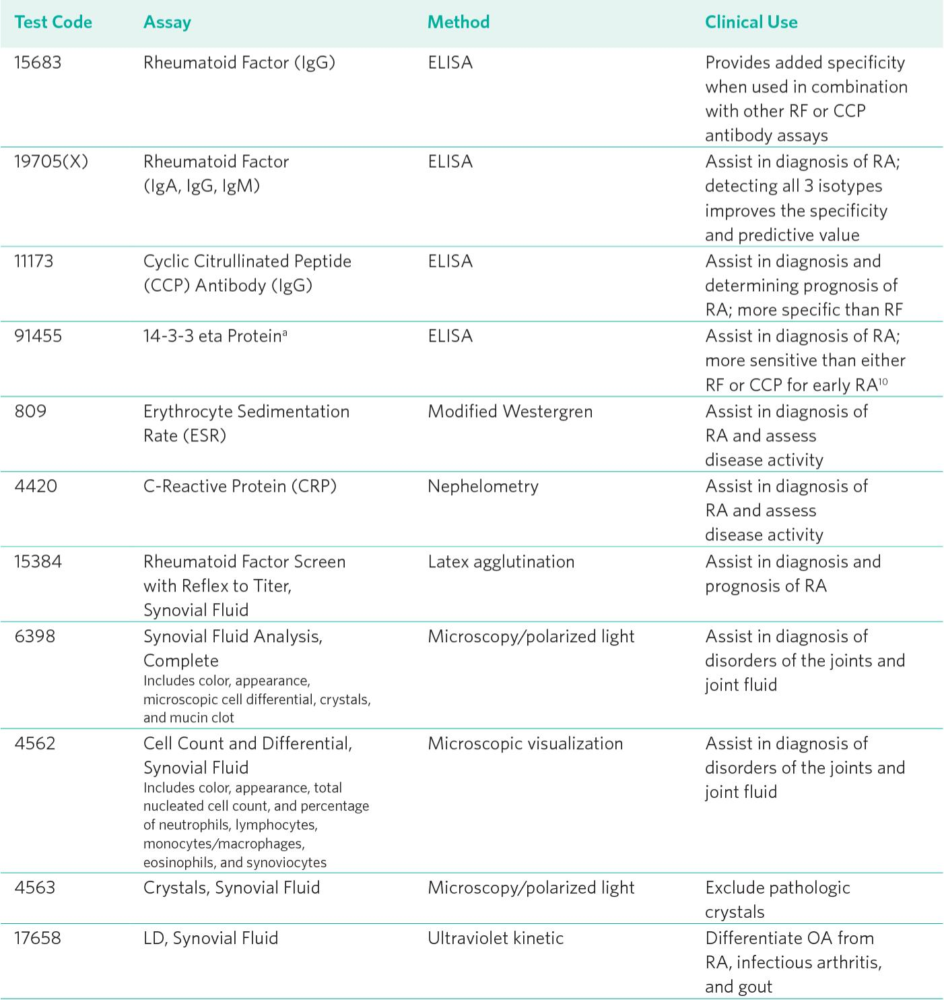 Test Code Assay Method Clinical Use
15683 Rheumatoid Factor (IgG) ELISA Provides added specificity
when used in combination
with other RF or CCP
antibody assays
19705(X) Rheumatoid Factor ELISA Assist in diagnosis of RA;
(IgA, IgG, IgM) detecting all 3 isotypes
improves the specificity
and predictive value
11173 Cyclic Citrullinated Peptide ELISA Assist in diagnosis and
(CCP) Antibody (IgG) determining prognosis of
RA; more specific than RF
91455 14-3-3 eta Proteinᵃ ELISA Assist in diagnosis of RA;
more sensitive than either
RF or CCP for early RA¹⁰
809 Erythrocyte Sedimentation Modified Westergren Assist in diagnosis of
Rate (ESR) RA and assess
disease activity
4420 C-Reactive Protein (CRP) Nephelometry Assist in diagnosis of
RA and assess
disease activity
15384 Rheumatoid Factor Screen Latex agglutination Assist in diagnosis and
with Reflex to Titer, prognosis of RA
Synovial Fluid
6398 Synovial Fluid Analysis, Microscopy/polarized light Assist in diagnosis of
Complete disorders of the joints and
Includes color, appearance, joint fluid
microscopic cell differential, crystals,
and mucin clot
4562 Cell Count and Differential, Microscopic visualization Assist in diagnosis of
Synovial Fluid disorders of the joints and
Includes color, appearance, total joint fluid
nucleated cell count, and percentage
of neutrophils, lymphocytes,
monocytes/macrophages,
eosinophils, and synoviocytes
4563 Crystals, Synovial Fluid Microscopy/polarized light Exclude pathologic
crystals
17658 LD, Synovial Fluid Ultraviolet kinetic Differentiate OA from
RA, infectious arthritis,
and gout